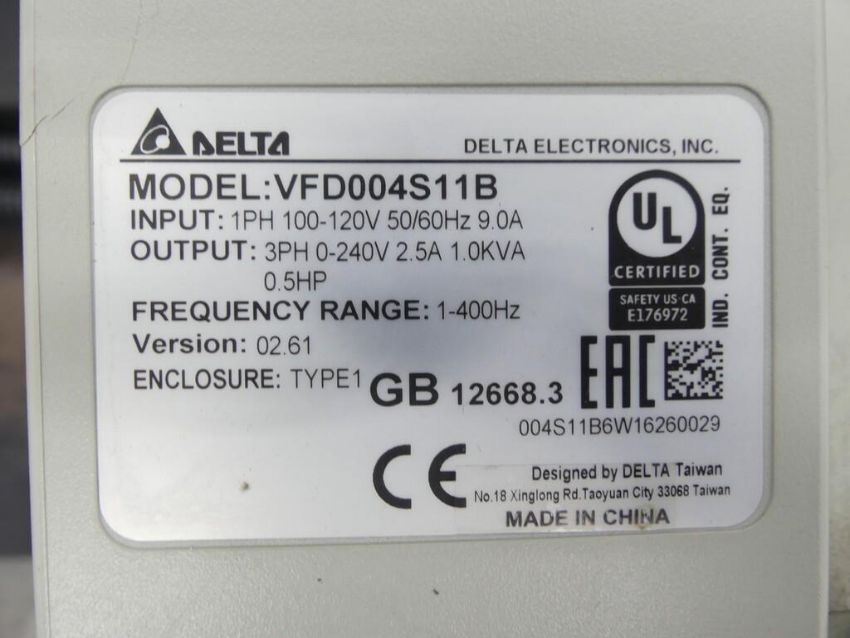 DELTA DELTA ELECTRONICS, INC.
MODEL:VFD004S11B
INPUT: 1PH 100-120V 50/60Hz 9.0A
OUTPUT: 3PH 0-240V 2.5A 1.0KVA
0.5HP
FREQUENCY RANGE: 1-400Hz
Version: 02.61
ENCLOSURE: TYPE1
UL
CERTIFIED
SAFETY US-CA
E176972
IND. CONT. EQ.
GB 12668.3
EAC
004S11B6W16260029
CE
Designed by DELTA Taiwan
No.18 Xinglong Rd.Taoyuan City 33068 Taiwan
MADE IN CHINA